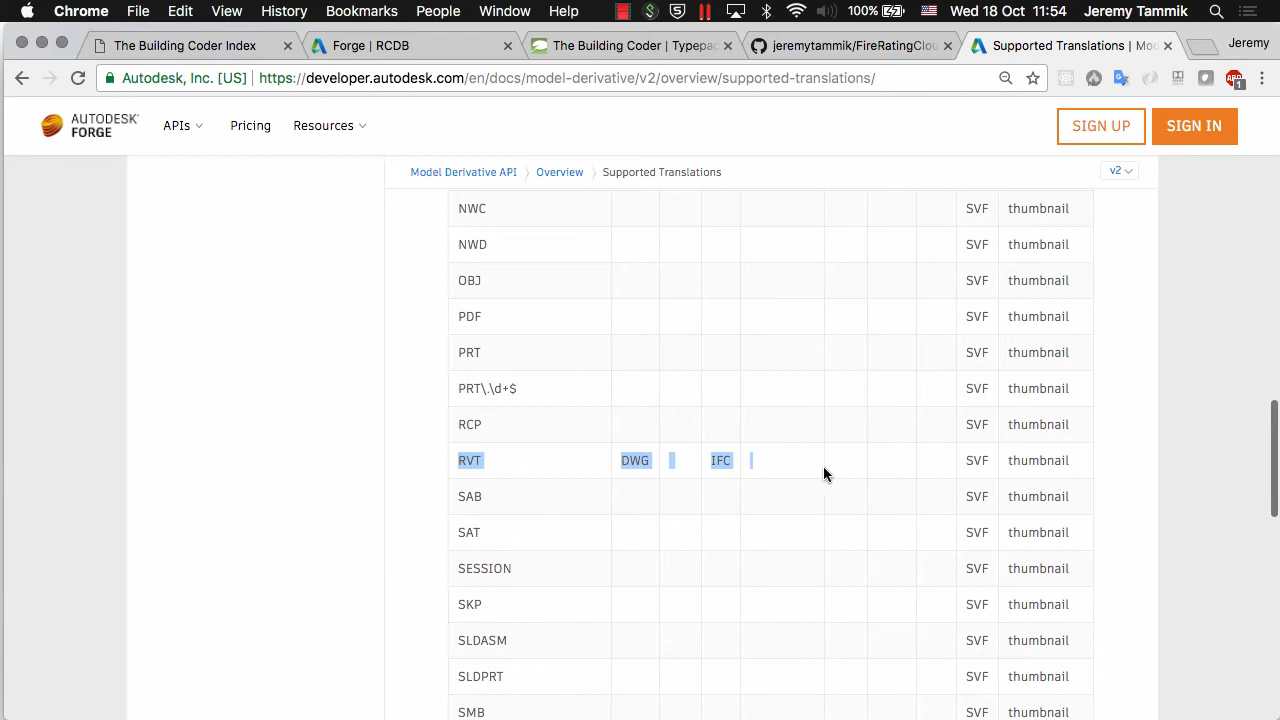 Chrome File Edit View History Bookmarks People Window Help 100% Wed 18 Oct 11:54 Jeremy Tammik
The Building Coder Index Forge | RCDB The Building Coder | Typepa jeremytammik/FireRatingClou Supported Translations | Mo Jeremy
Autodesk, Inc. [US] https://developer.autodesk.com/en/docs/model-derivative/v2/overview/supported-translations/ ABP 1
AUTODESK FORGE APIs Pricing Resources SIGN UP SIGN IN
Model Derivative API Overview Supported Translations v2
NWC SVF thumbnail
NWD SVF thumbnail
OBJ SVF thumbnail
PDF SVF thumbnail
PRT SVF thumbnail
PRT\.\d+$ SVF thumbnail
RCP SVF thumbnail
RVT DWG IFC SVF thumbnail
SAB SVF thumbnail
SAT SVF thumbnail
SESSION SVF thumbnail
SKP SVF thumbnail
SLDASM SVF thumbnail
SLDPRT SVF thumbnail
SMB SVF thumbnail